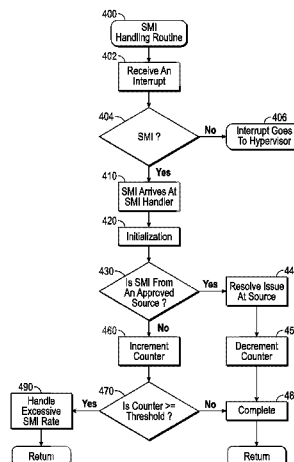 400
SMI
Handling Routine
402
Receive An
Interrupt
404
SMI ?
No
406
Interrupt Goes
To Hypervisor
Yes
410
SMI Arrives At
SMI Handler
420
Initialization
430
Is SMI From
An Approved
Source ?
Yes
44
Resolve Issue
At Source
No
460
Increment
Counter
45
Decrement
Counter
470
Is Counter >=
Threshold ?
Yes
490
Handle
Excessive
SMI Rate
No
48
Complete
Return
Return